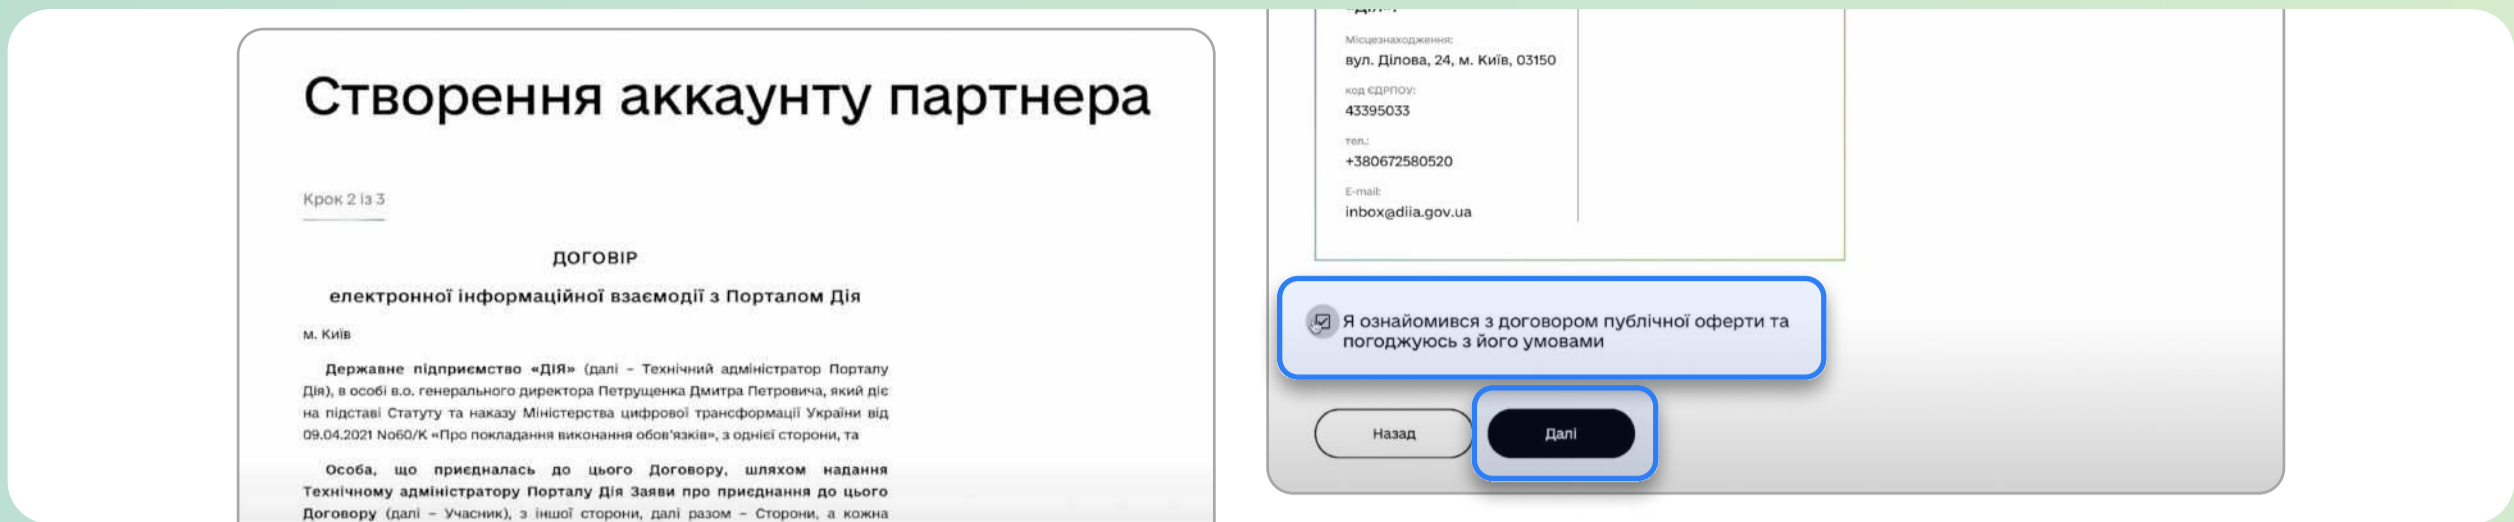 Створення аккаунту партнера
Крок 2 із 3
ДОГОВІР
електронної інформаційної взаємодії з Порталом Дія
м. Київ
Державне підприємство «ДІЯ» (далі – Технічний адміністратор Порталу
Дія), в особі в.о. генерального директора Петрущенка Дмитра Петровича, який діє
на підставі Статуту та наказу Міністерства цифрової трансформації України від
09.04.2021 No60/К «Про покладання виконання обов'язків», з однієї сторони, та
Особа, що приєдналась до цього Договору, шляхом надання
Технічному адміністратору Порталу Дія Заяви про приєднання до цього
Договору (далі – Учасник), з іншої сторони, далі разом – Сторони, а кожна
Місцезнаходження:
вул. Ділова, 24, м. Київ, 03150
код ЄДРПОУ:
43395033
тел.:
+380672580520
E-mail:
inbox@diia.gov.ua
Я ознайомився з договором публічної оферти та
погоджуюсь з його умовами
Назад
Далі